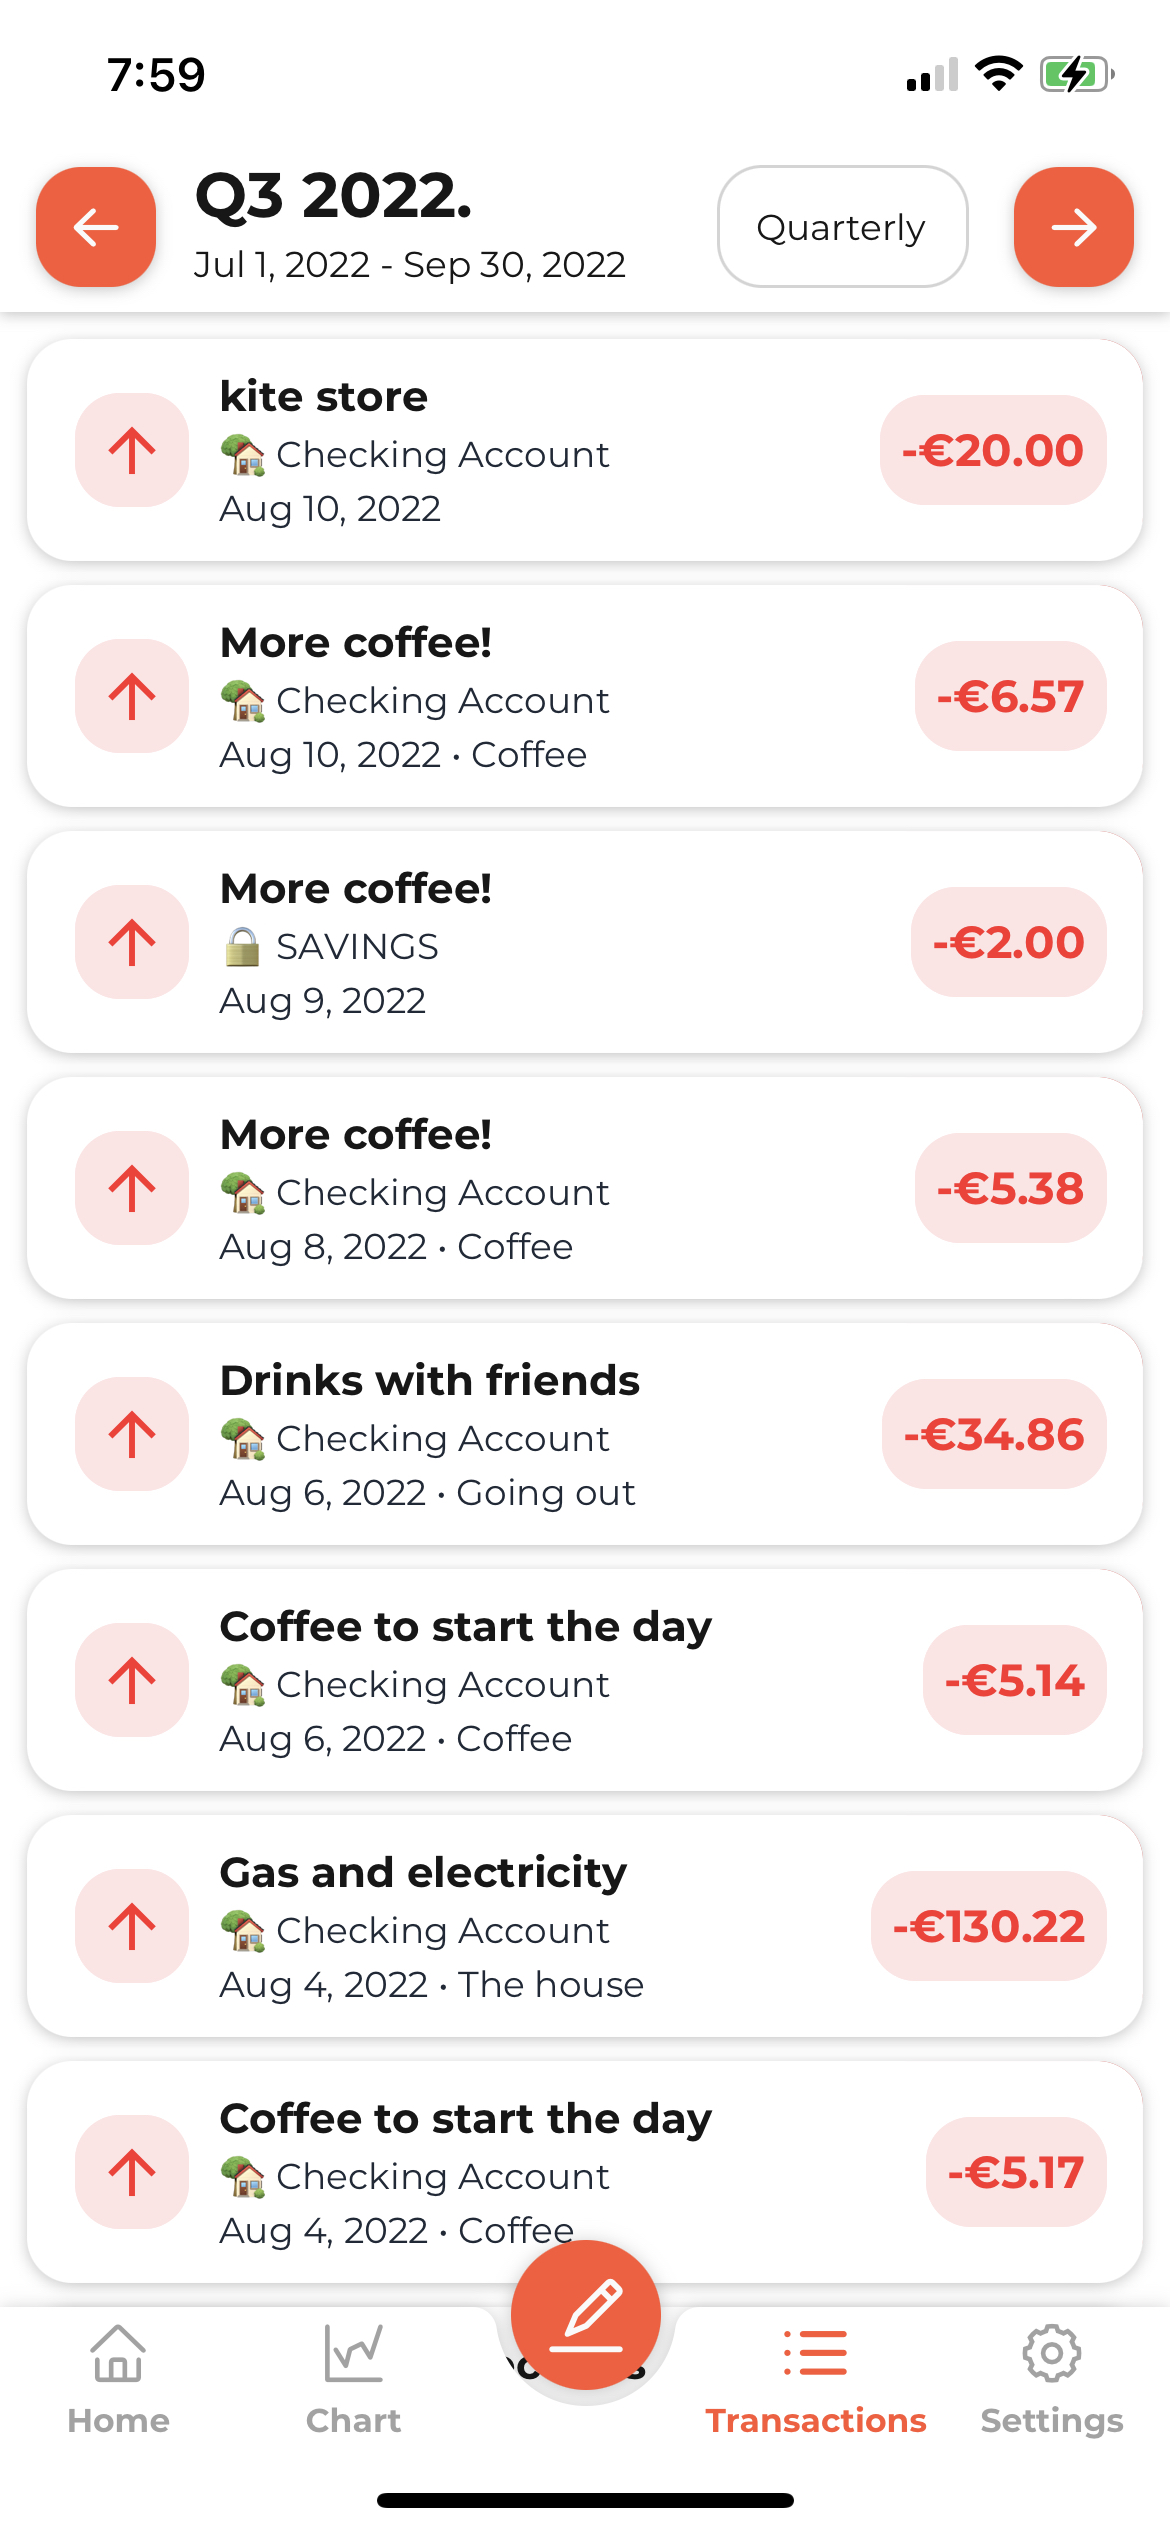 7:59
Q3 2022.
Jul 1, 2022 - Sep 30, 2022
Quarterly
kite store
Checking Account
Aug 10, 2022
-€20.00
More coffee!
Checking Account
Aug 10, 2022 • Coffee
-€6.57
More coffee!
SAVINGS
Aug 9, 2022
-€2.00
More coffee!
Checking Account
Aug 8, 2022 • Coffee
-€5.38
Drinks with friends
Checking Account
Aug 6, 2022 • Going out
-€34.86
Coffee to start the day
Checking Account
Aug 6, 2022 • Coffee
-€5.14
Gas and electricity
Checking Account
Aug 4, 2022 • The house
-€130.22
Coffee to start the day
Checking Account
Aug 4, 2022 • Coffee
-€5.17
Home
Chart
Transactions
Settings